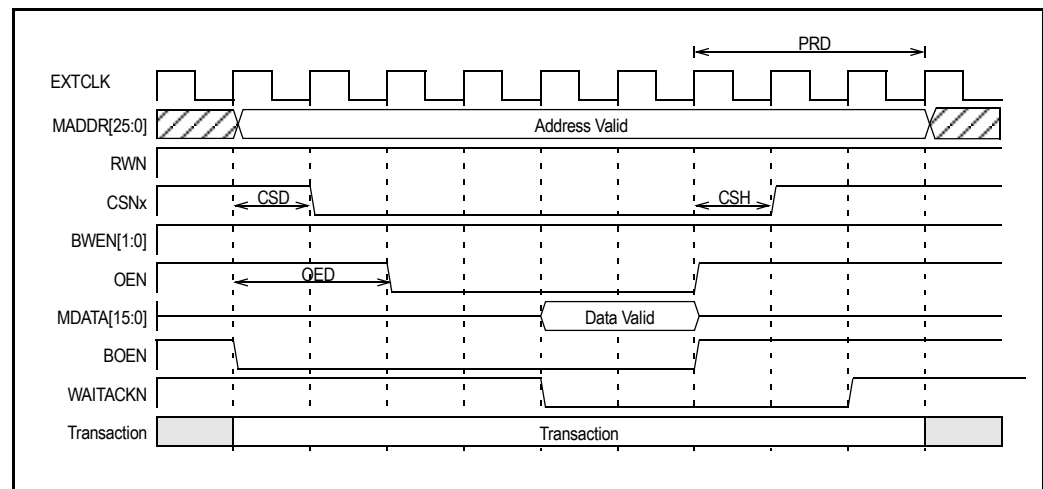 PRD
EXTCLK
MADDR[25:0]
Address Valid
RWN
CSNx
CSD
CSH
BWEN[1:0]
OEN
OED
MDATA[15:0]
Data Valid
BOEN
WAITACKN
Transaction
Transaction